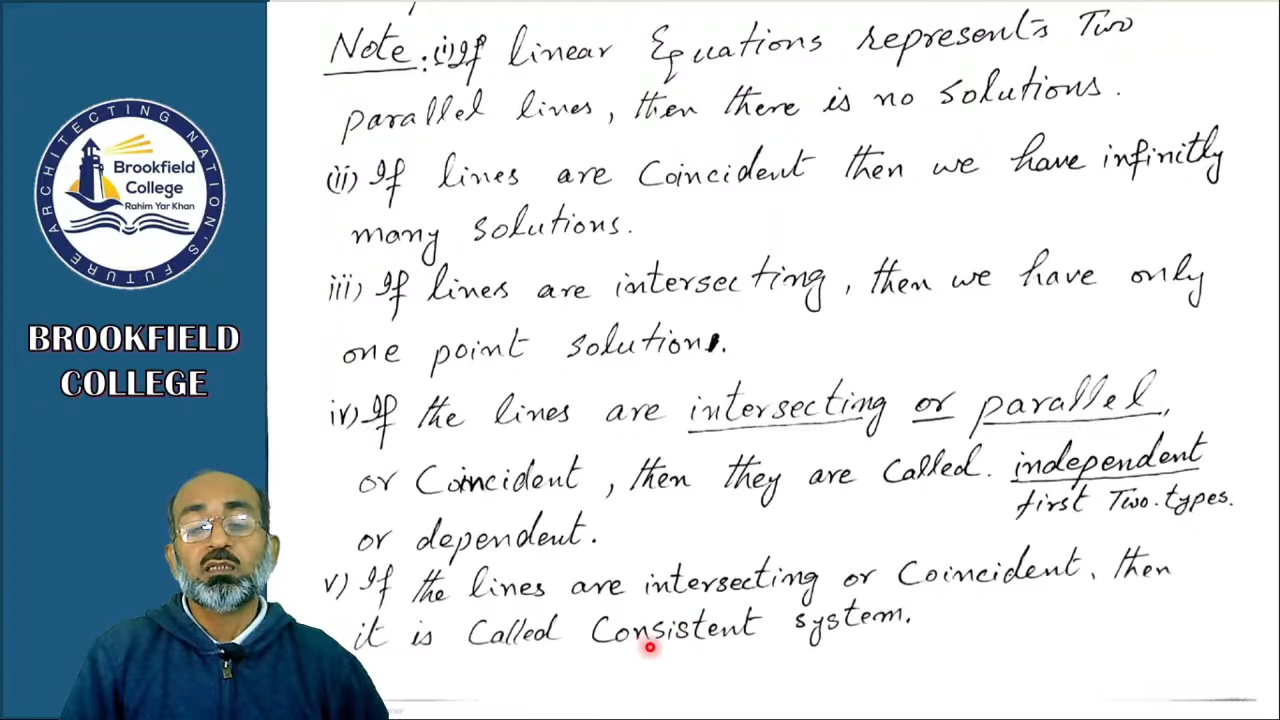 ARCHITECTING NATION'S FUTURE
Brookfield
College
Rahim Yar Khan
BROOKFIELD
COLLEGE
Note: (i) If linear Equations represents Two
parallel lines, then there is no solutions.
(ii) If lines are Coincident then we have infinitly
many solutions.
iii) If lines are intersecting, then we have only
one point solution.
iv) If the lines are intersecting or parallel,
or Coincident, then they are Called. independent
first Two types.
or dependent.
v) If the lines are intersecting or Coincident, then
it is Called Consistent system.